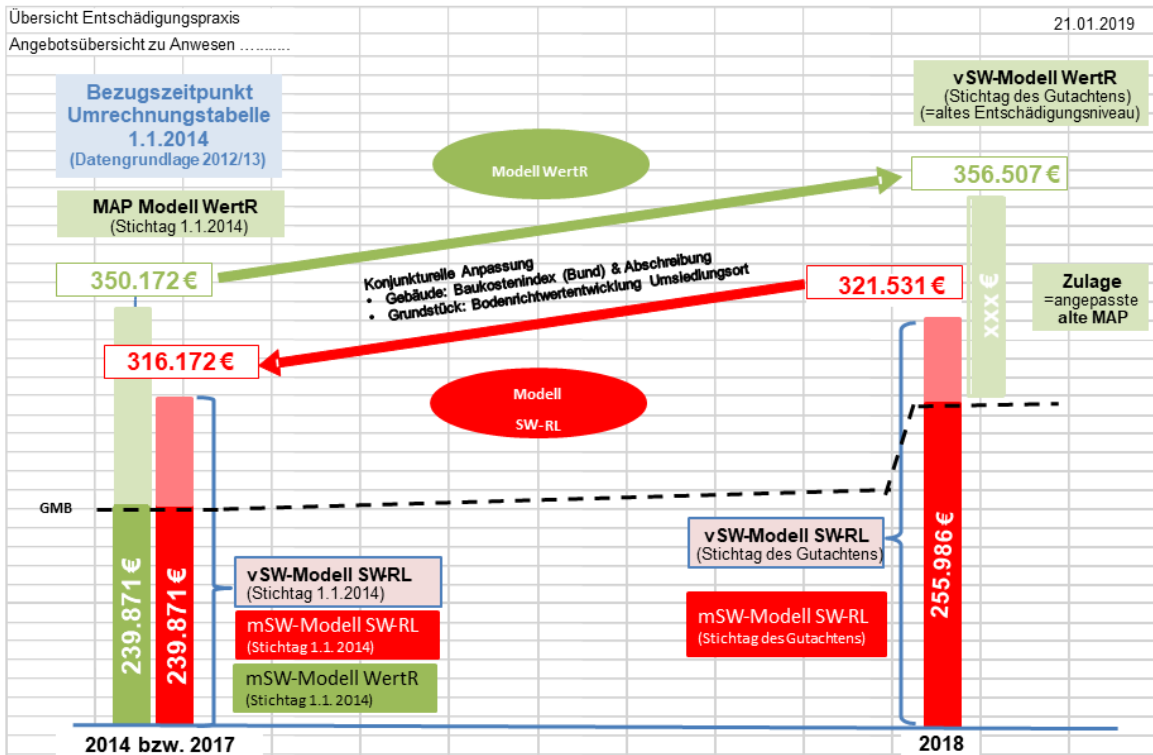 Übersicht Entschädigungspraxis
21.01.2019
Angebotsübersicht zu Anwesen ...........
Bezugszeitpunkt
Umrechnungstabelle
1.1.2014
(Datengrundlage 2012/13)
vSW-Modell WertR
(Stichtag des Gutachtens)
(=altes Entschädigungsniveau)
Modell WertR
356.507 €
MAP Modell WertR
(Stichtag 1.1.2014)
350.172 €
Konjunkturelle Anpassung
• Gebäude: Baukostenindex (Bund) & Abschreibung
• Grundstück: Bodenrichtwertentwicklung Umsiedlungsort
321.531 €
XXX €
Zulage
=angepasste
alte MAP
316.172 €
Modell
SW-RL
GMB
239.871 €
239.871 €
vSW-Modell SW-RL
(Stichtag 1.1.2014)
mSW-Modell SW-RL
(Stichtag 1.1. 2014)
mSW-Modell WertR
(Stichtag 1.1. 2014)
vSW-Modell SW-RL
(Stichtag des Gutachtens)
mSW-Modell SW-RL
(Stichtag des Gutachtens)
255.986 €
2014 bzw. 2017
2018